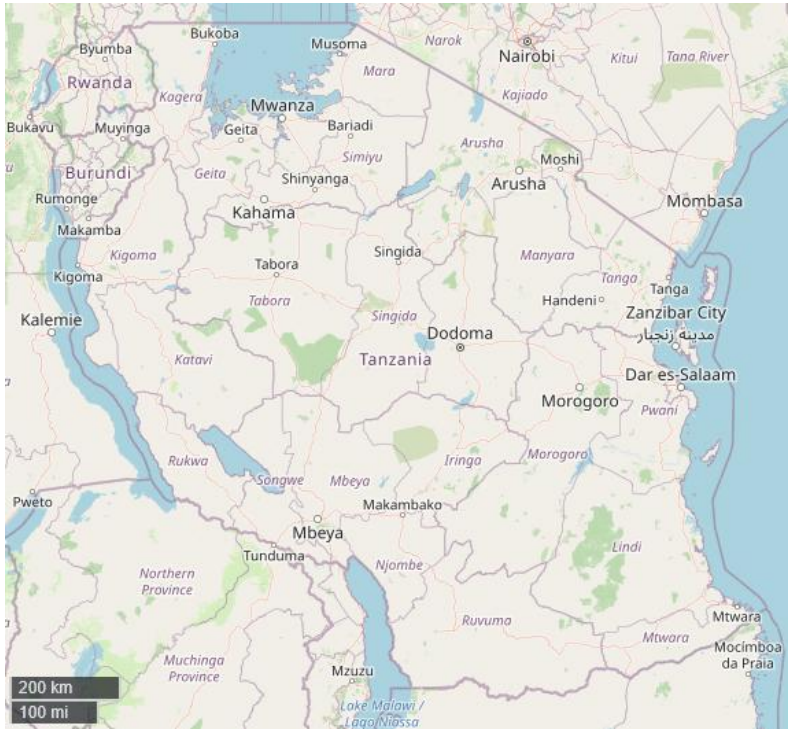 Byumba
Bukoba
Musoma
Narok
Nairobi
Kitui
Tana River
Rwanda
Kagera
Mara
Kajiado
Bukavu
Muyinga
Mwanza
Geita
Bariadi
Arusha
Moshi
Simiyu
Burundi
Geita
Shinyanga
Arusha
Rumonge
Kahama
Mombasa
Makamba
Kigoma
Singida
Manyara
Kigoma
Tabora
Tanga
Tanga
Tabora
Handeni
Kalemie
Singida
Zanzibar City
مدينة زنجبار
Dodoma
Katavi
Tanzania
Dar es-Salaam
Morogoro
Pwani
Rukwa
Songwe
Mbeya
Iringa
Morogoro
Pweto
Makambako
Mbeya
Lindi
Tunduma
Njombe
Northern
Province
Ruvuma
Mtwara
Mtwara
Muchinga
Province
Mzuzu
Mocímboa
da Praia
200 km
100 mi
Lake Malawi /
Lago Niassa